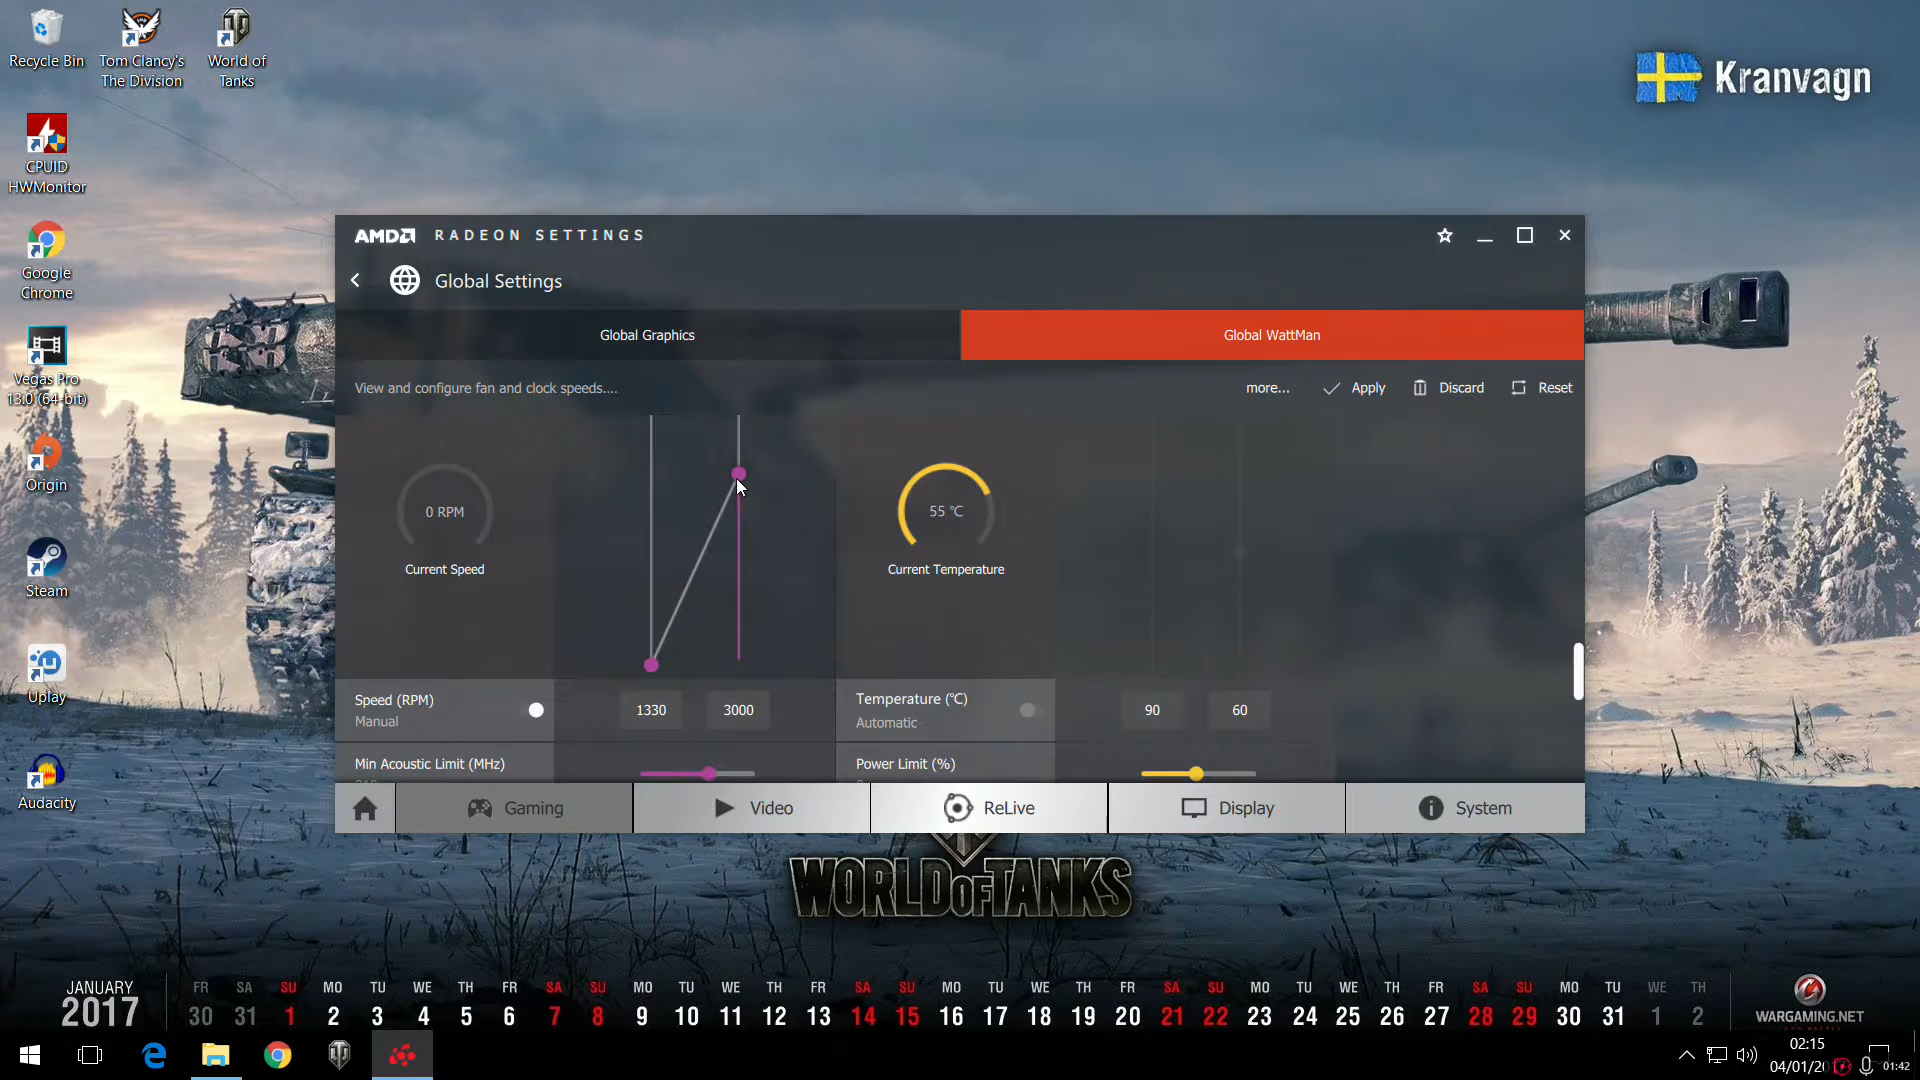 Recycle Bin
Tom Clancy's
The Division
World of
Tanks
Kranvagn
CPUID
HWMonitor
Google
Chrome
Vegas Pro
13.0 (64-bit)
Origin
Steam
Uplay
Audacity
AMD RADEON SETTINGS
Global Settings
Global Graphics
Global WattMan
View and configure fan and clock speeds....
more...
Apply
Discard
Reset
0 RPM
Current Speed
55 °C
Current Temperature
Speed (RPM)
Manual
1330
3000
Temperature (°C)
Automatic
90
60
Min Acoustic Limit (MHz)
Power Limit (%)
Gaming
Video
ReLive
Display
System
WORLD OF TANKS
JANUARY
2017
FR SA SU MO TU WE TH FR SA SU MO TU WE TH FR SA SU MO TU WE TH FR SA SU MO TU WE TH FR SA SU MO TU WE TH
30 31 1 2 3 4 5 6 7 8 9 10 11 12 13 14 15 16 17 18 19 20 21 22 23 24 25 26 27 28 29 30 31 1 2
WARGAMING.NET
02:15
04/01/20
01:42